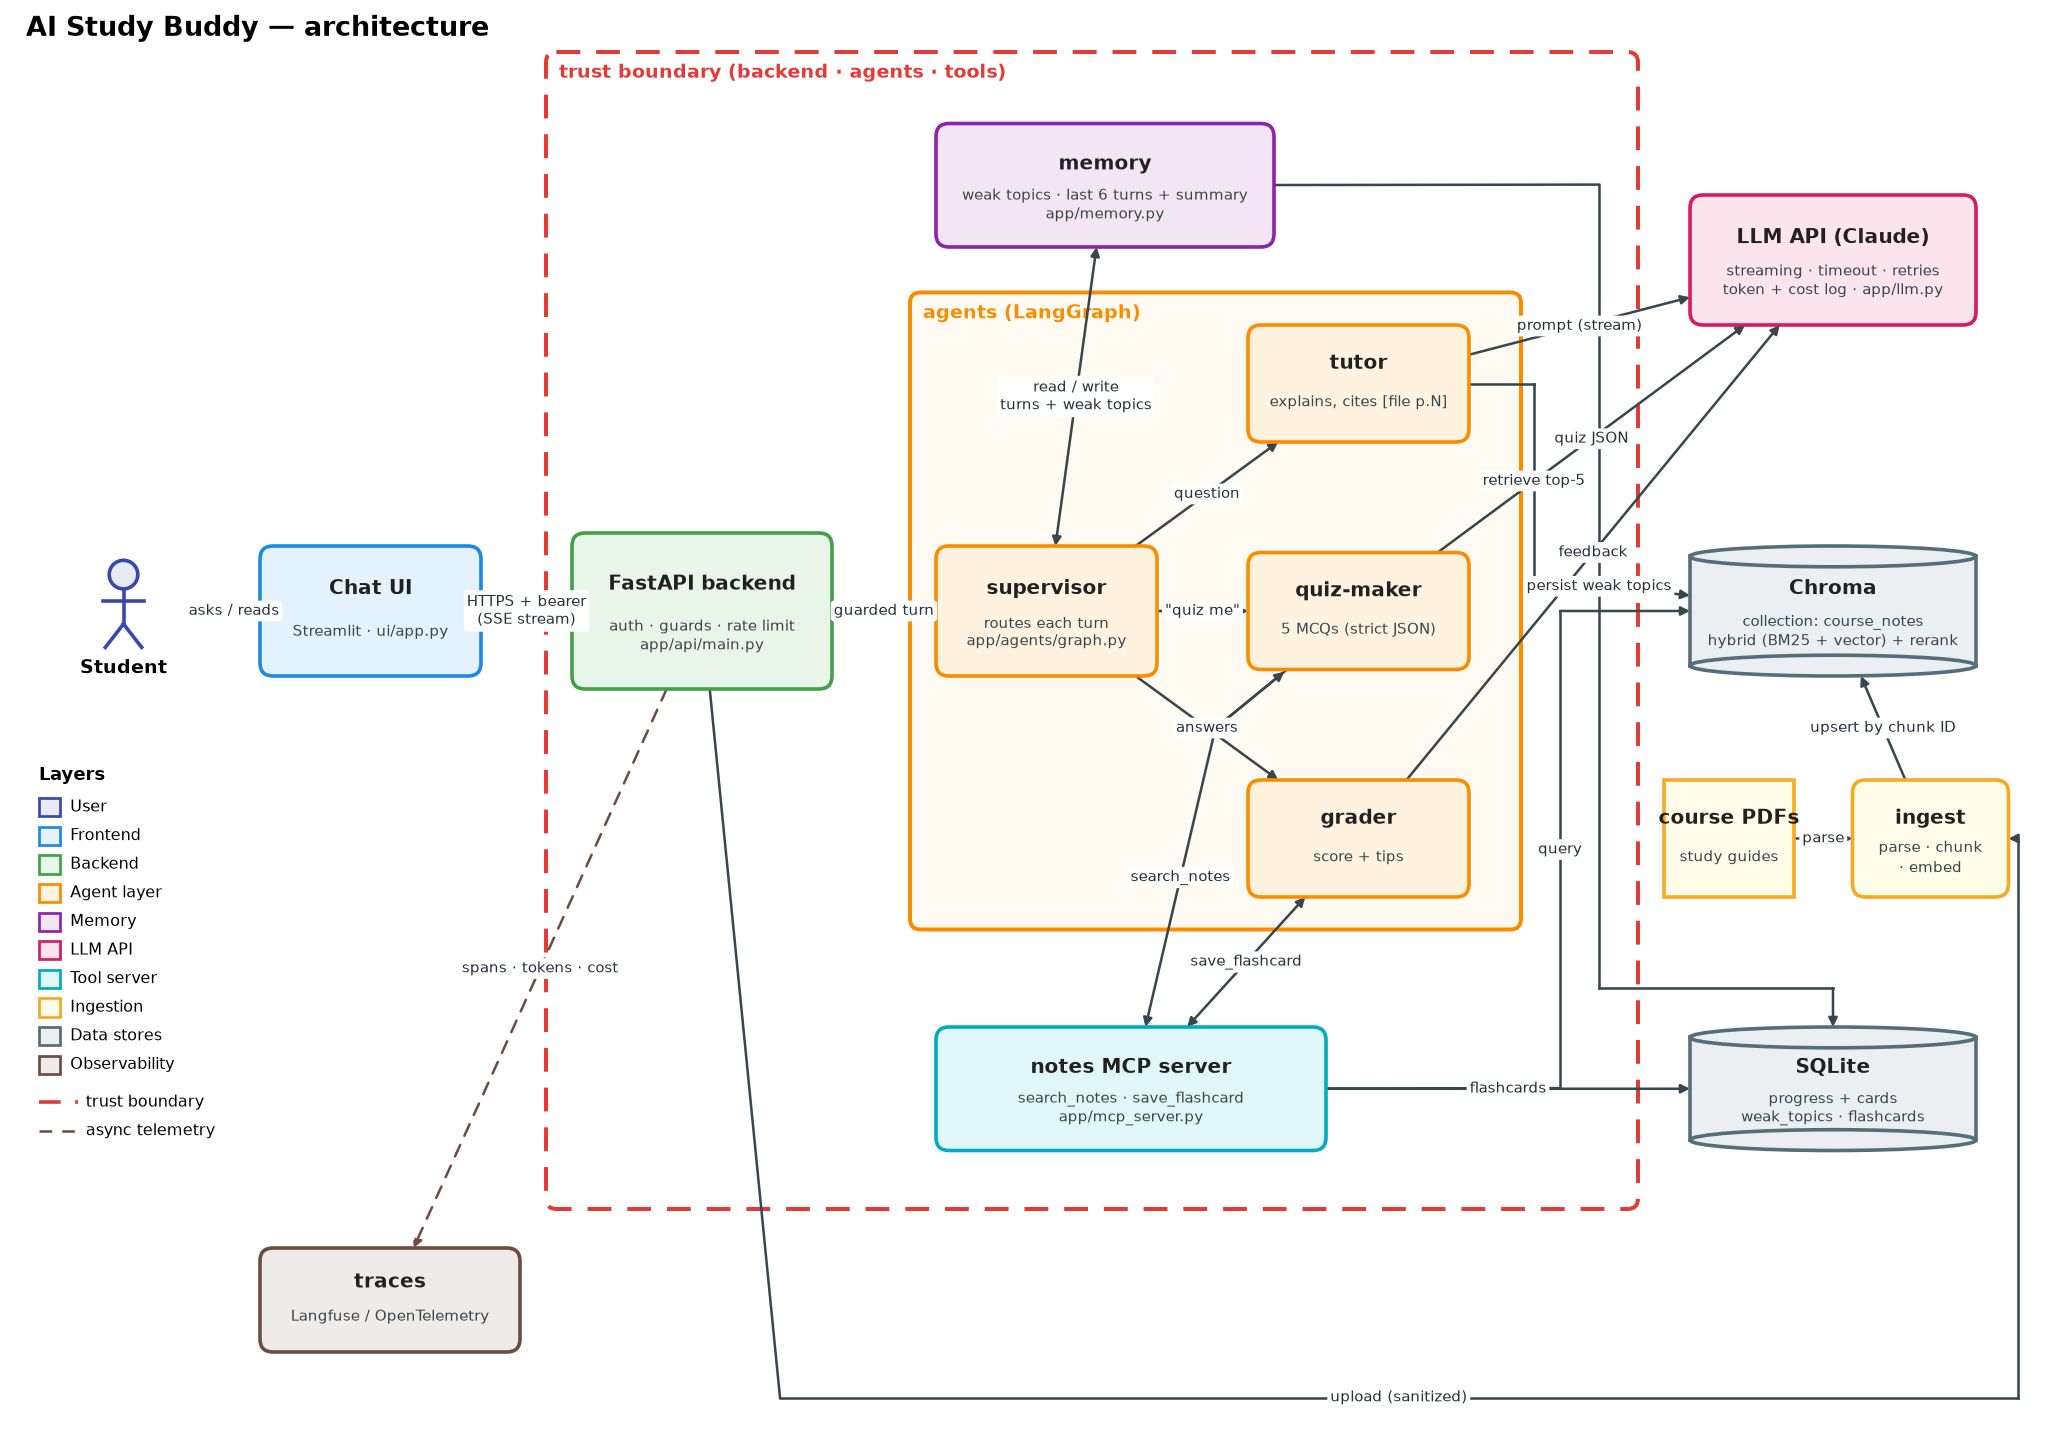 AI Study Buddy — architecture
trust boundary (backend · agents · tools)
memory
weak topics · last 6 turns + summary
app/memory.py
LLM API (Claude)
streaming · timeout · retries
token + cost log · app/llm.py
agents (LangGraph)
prompt (stream)
tutor
explains, cites [file p.N]
read / write
turns + weak topics
quiz JSON
retrieve top-5
question
feedback
persist weak topics
Student
asks / reads
Chat UI
Streamlit · ui/app.py
HTTPS + bearer
(SSE stream)
FastAPI backend
auth · guards · rate limit
app/api/main.py
guarded turn
supervisor
routes each turn
app/agents/graph.py
"quiz me"
quiz-maker
5 MCQs (strict JSON)
Chroma
collection: course_notes
hybrid (BM25 + vector) + rerank
answers
upsert by chunk ID
grader
score + tips
query
course PDFs
study guides
parse
ingest
parse · chunk
· embed
search_notes
save_flashcard
spans · tokens · cost
notes MCP server
search_notes · save_flashcard
app/mcp_server.py
flashcards
SQLite
progress + cards
weak_topics · flashcards
Layers
User
Frontend
Backend
Agent layer
Memory
LLM API
Tool server
Ingestion
Data stores
Observability
trust boundary
async telemetry
traces
Langfuse / OpenTelemetry
upload (sanitized)